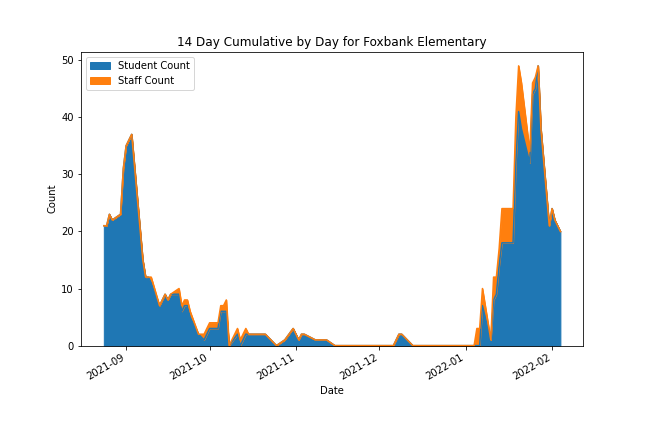 14 Day Cumulative by Day for Foxbank Elementary
Student Count
Staff Count
50
40
30
20
10
0
Count
2021-09
2021-10
2021-11
2021-12
2022-01
2022-02
Date